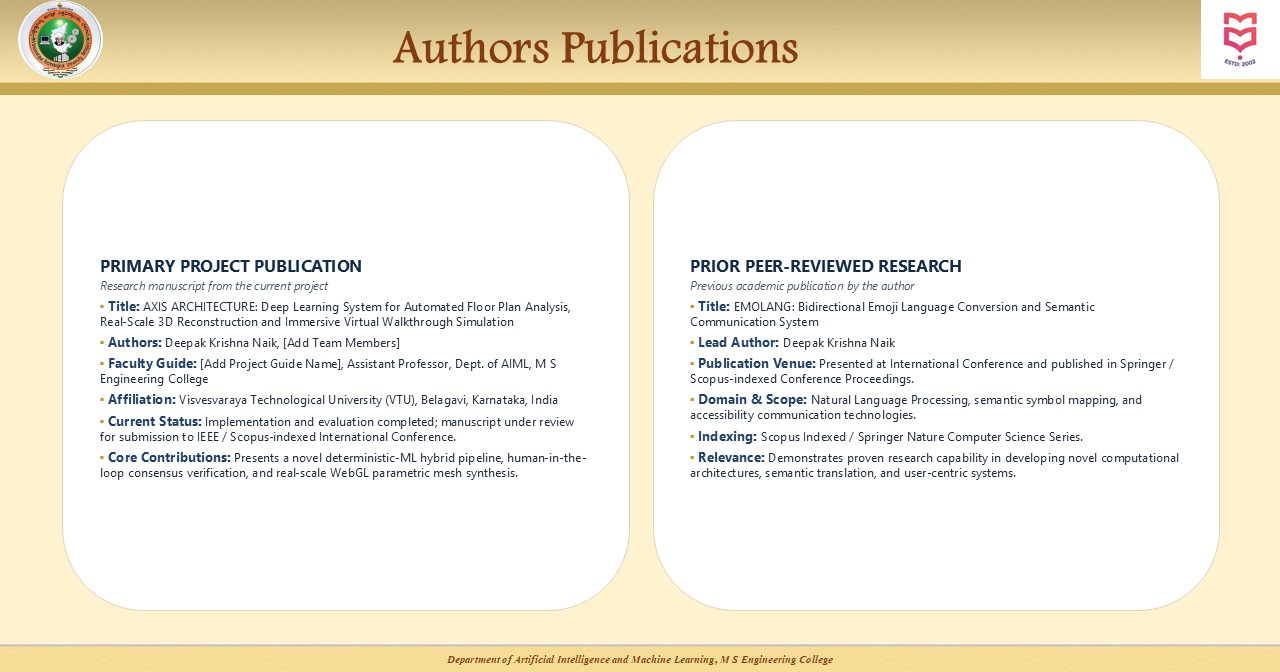 Authors Publications
ESTD: 2002
PRIMARY PROJECT PUBLICATION
Research manuscript from the current project
▪ Title: AXIS ARCHITECTURE: Deep Learning System for Automated Floor Plan Analysis,
Real-Scale 3D Reconstruction and Immersive Virtual Walkthrough Simulation
▪ Authors: Deepak Krishna Naik, [Add Team Members]
▪ Faculty Guide: [Add Project Guide Name], Assistant Professor, Dept. of AIML, M S
Engineering College
▪ Affiliation: Visvesvaraya Technological University (VTU), Belagavi, Karnataka, India
▪ Current Status: Implementation and evaluation completed; manuscript under review
for submission to IEEE / Scopus-indexed International Conference.
▪ Core Contributions: Presents a novel deterministic-ML hybrid pipeline, human-in-the-
loop consensus verification, and real-scale WebGL parametric mesh synthesis.
PRIOR PEER-REVIEWED RESEARCH
Previous academic publication by the author
▪ Title: EMOLANG: Bidirectional Emoji Language Conversion and Semantic
Communication System
▪ Lead Author: Deepak Krishna Naik
▪ Publication Venue: Presented at International Conference and published in Springer /
Scopus-indexed Conference Proceedings.
▪ Domain & Scope: Natural Language Processing, semantic symbol mapping, and
accessibility communication technologies.
▪ Indexing: Scopus Indexed / Springer Nature Computer Science Series.
▪ Relevance: Demonstrates proven research capability in developing novel computational
architectures, semantic translation, and user-centric systems.
Department of Artificial Intelligence and Machine Learning, M S Engineering College